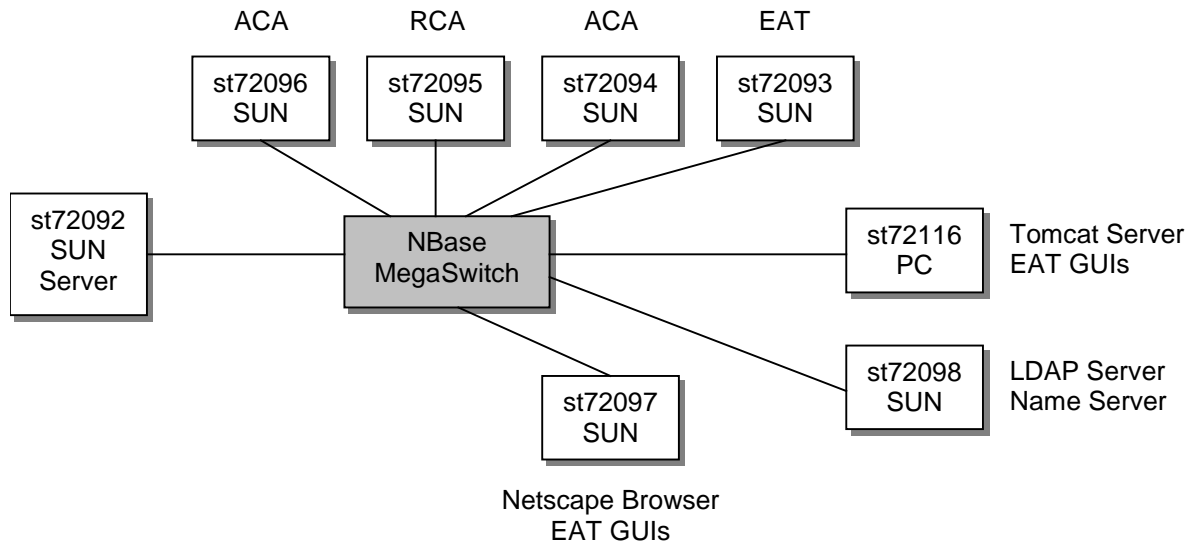 ACA
RCA
ACA
EAT
st72096
SUN
st72095
SUN
st72094
SUN
st72093
SUN
st72092
SUN
Server
NBase
MegaSwitch
st72116
PC
Tomcat Server
EAT GUIs
st72098
SUN
LDAP Server
Name Server
st72097
SUN
Netscape Browser
EAT GUIs